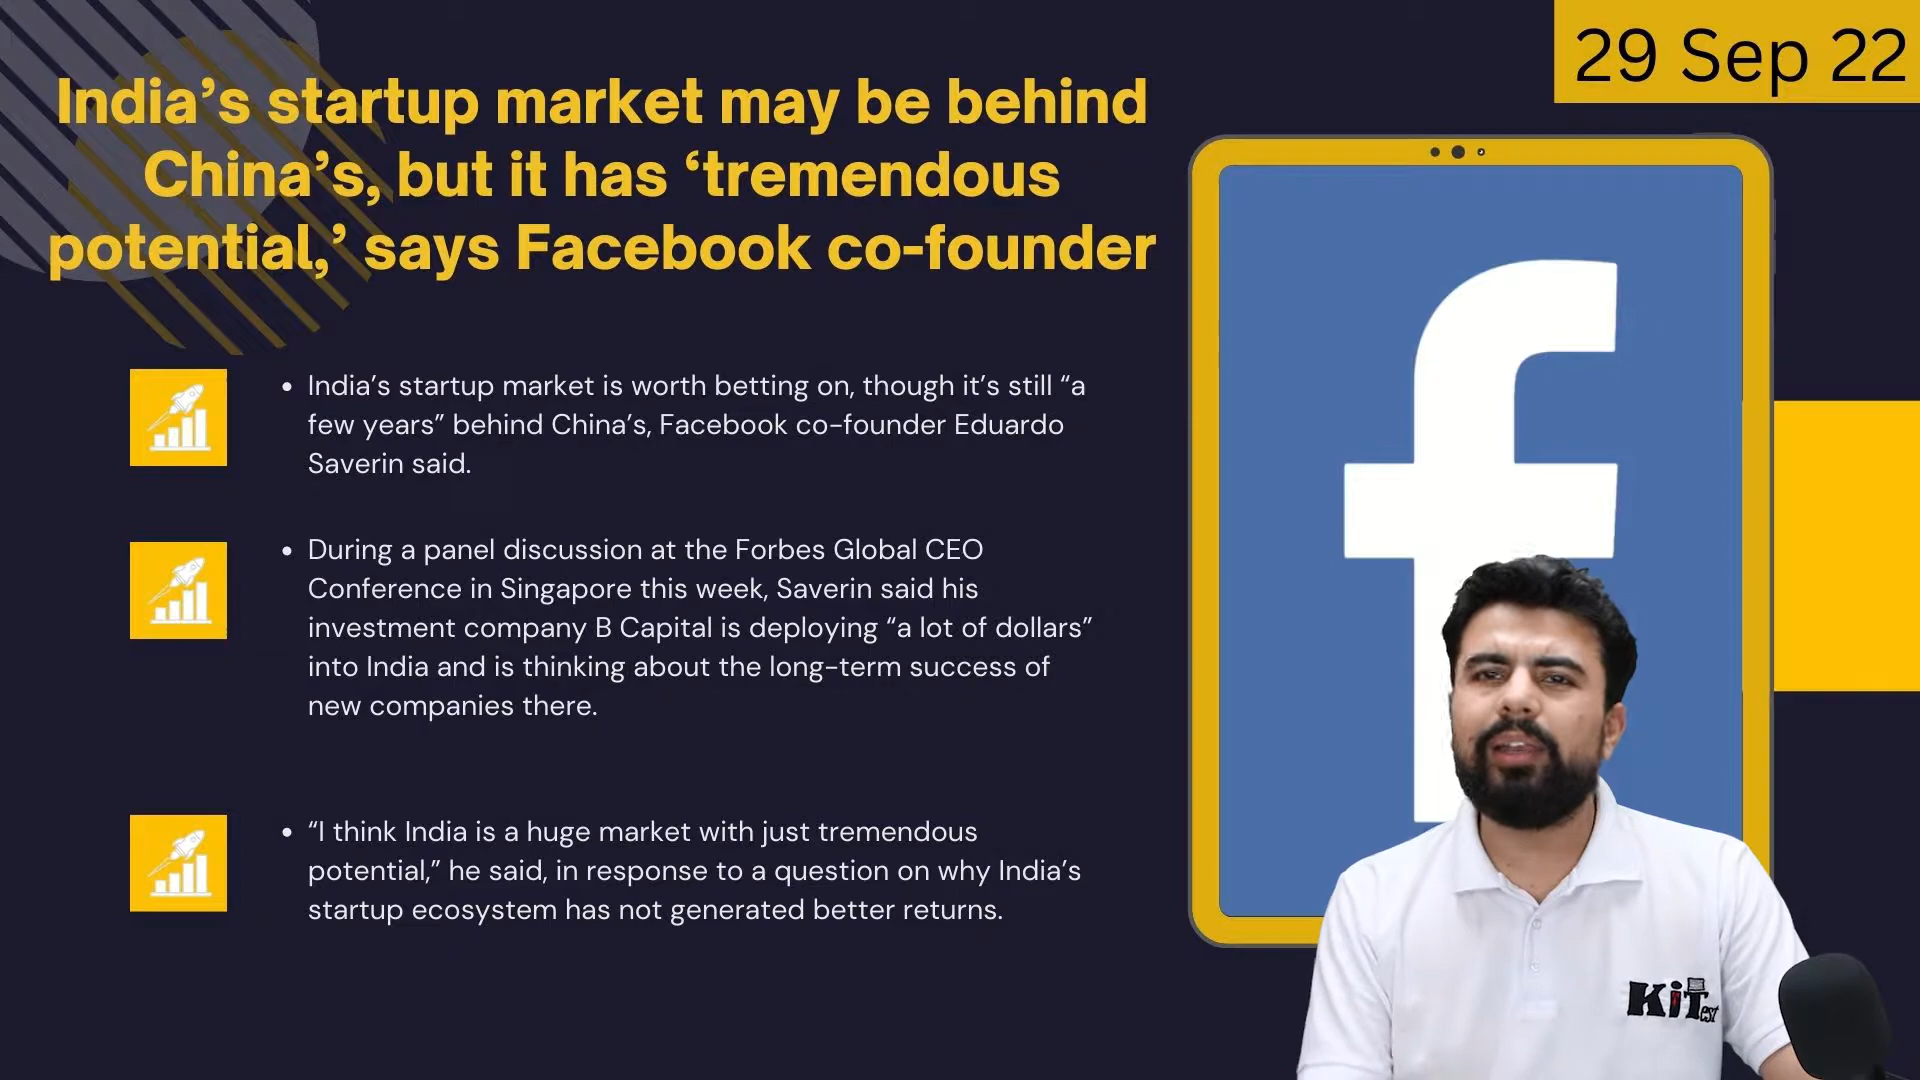 29 Sep 22
India’s startup market may be behind
China’s, but it has ‘tremendous
potential,’ says Facebook co-founder
• India’s startup market is worth betting on, though it’s still “a
few years” behind China’s, Facebook co-founder Eduardo
Saverin said.
• During a panel discussion at the Forbes Global CEO
Conference in Singapore this week, Saverin said his
investment company B Capital is deploying “a lot of dollars”
into India and is thinking about the long-term success of
new companies there.
• “I think India is a huge market with just tremendous
potential,” he said, in response to a question on why India’s
startup ecosystem has not generated better returns.
f
KiTest